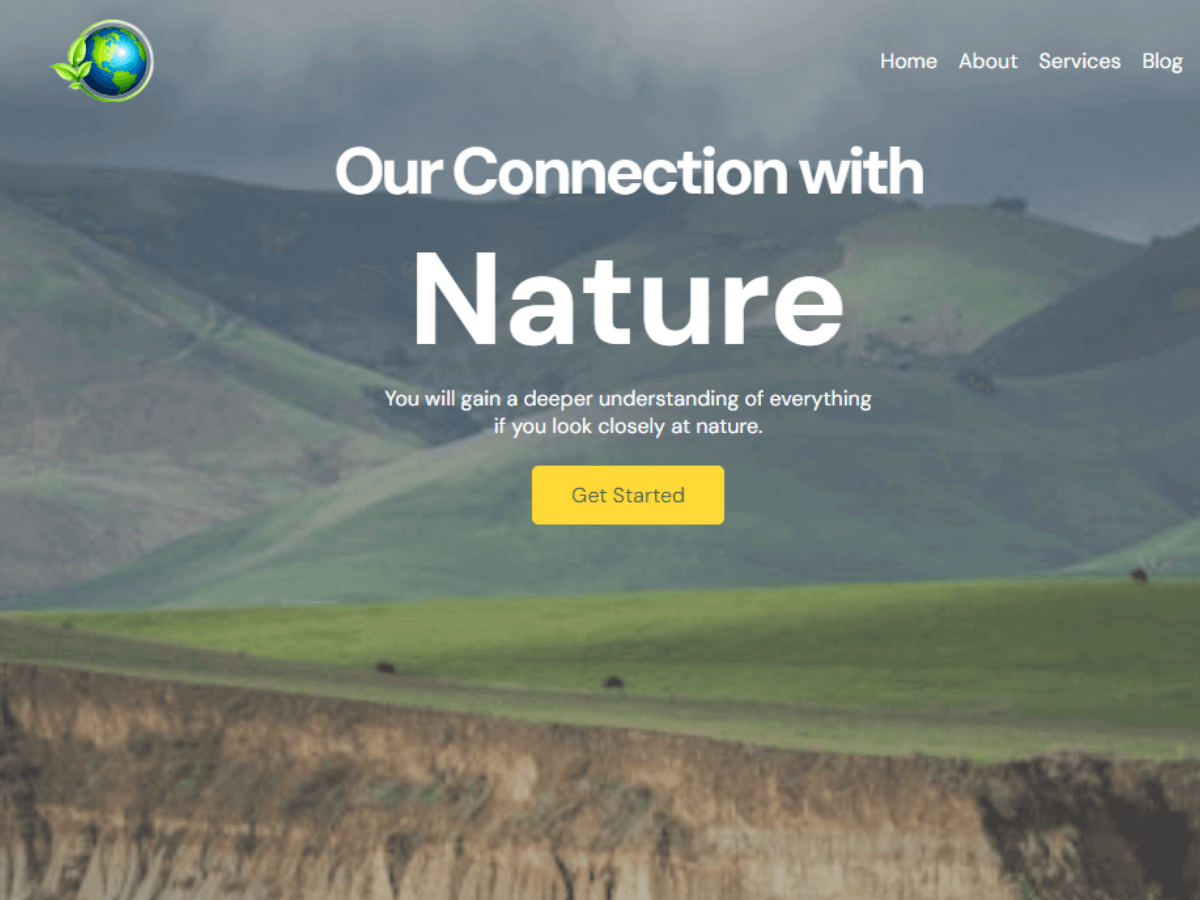 Home About Services Blog
Our Connection with
Nature
You will gain a deeper understanding of everything
if you look closely at nature.
Get Started